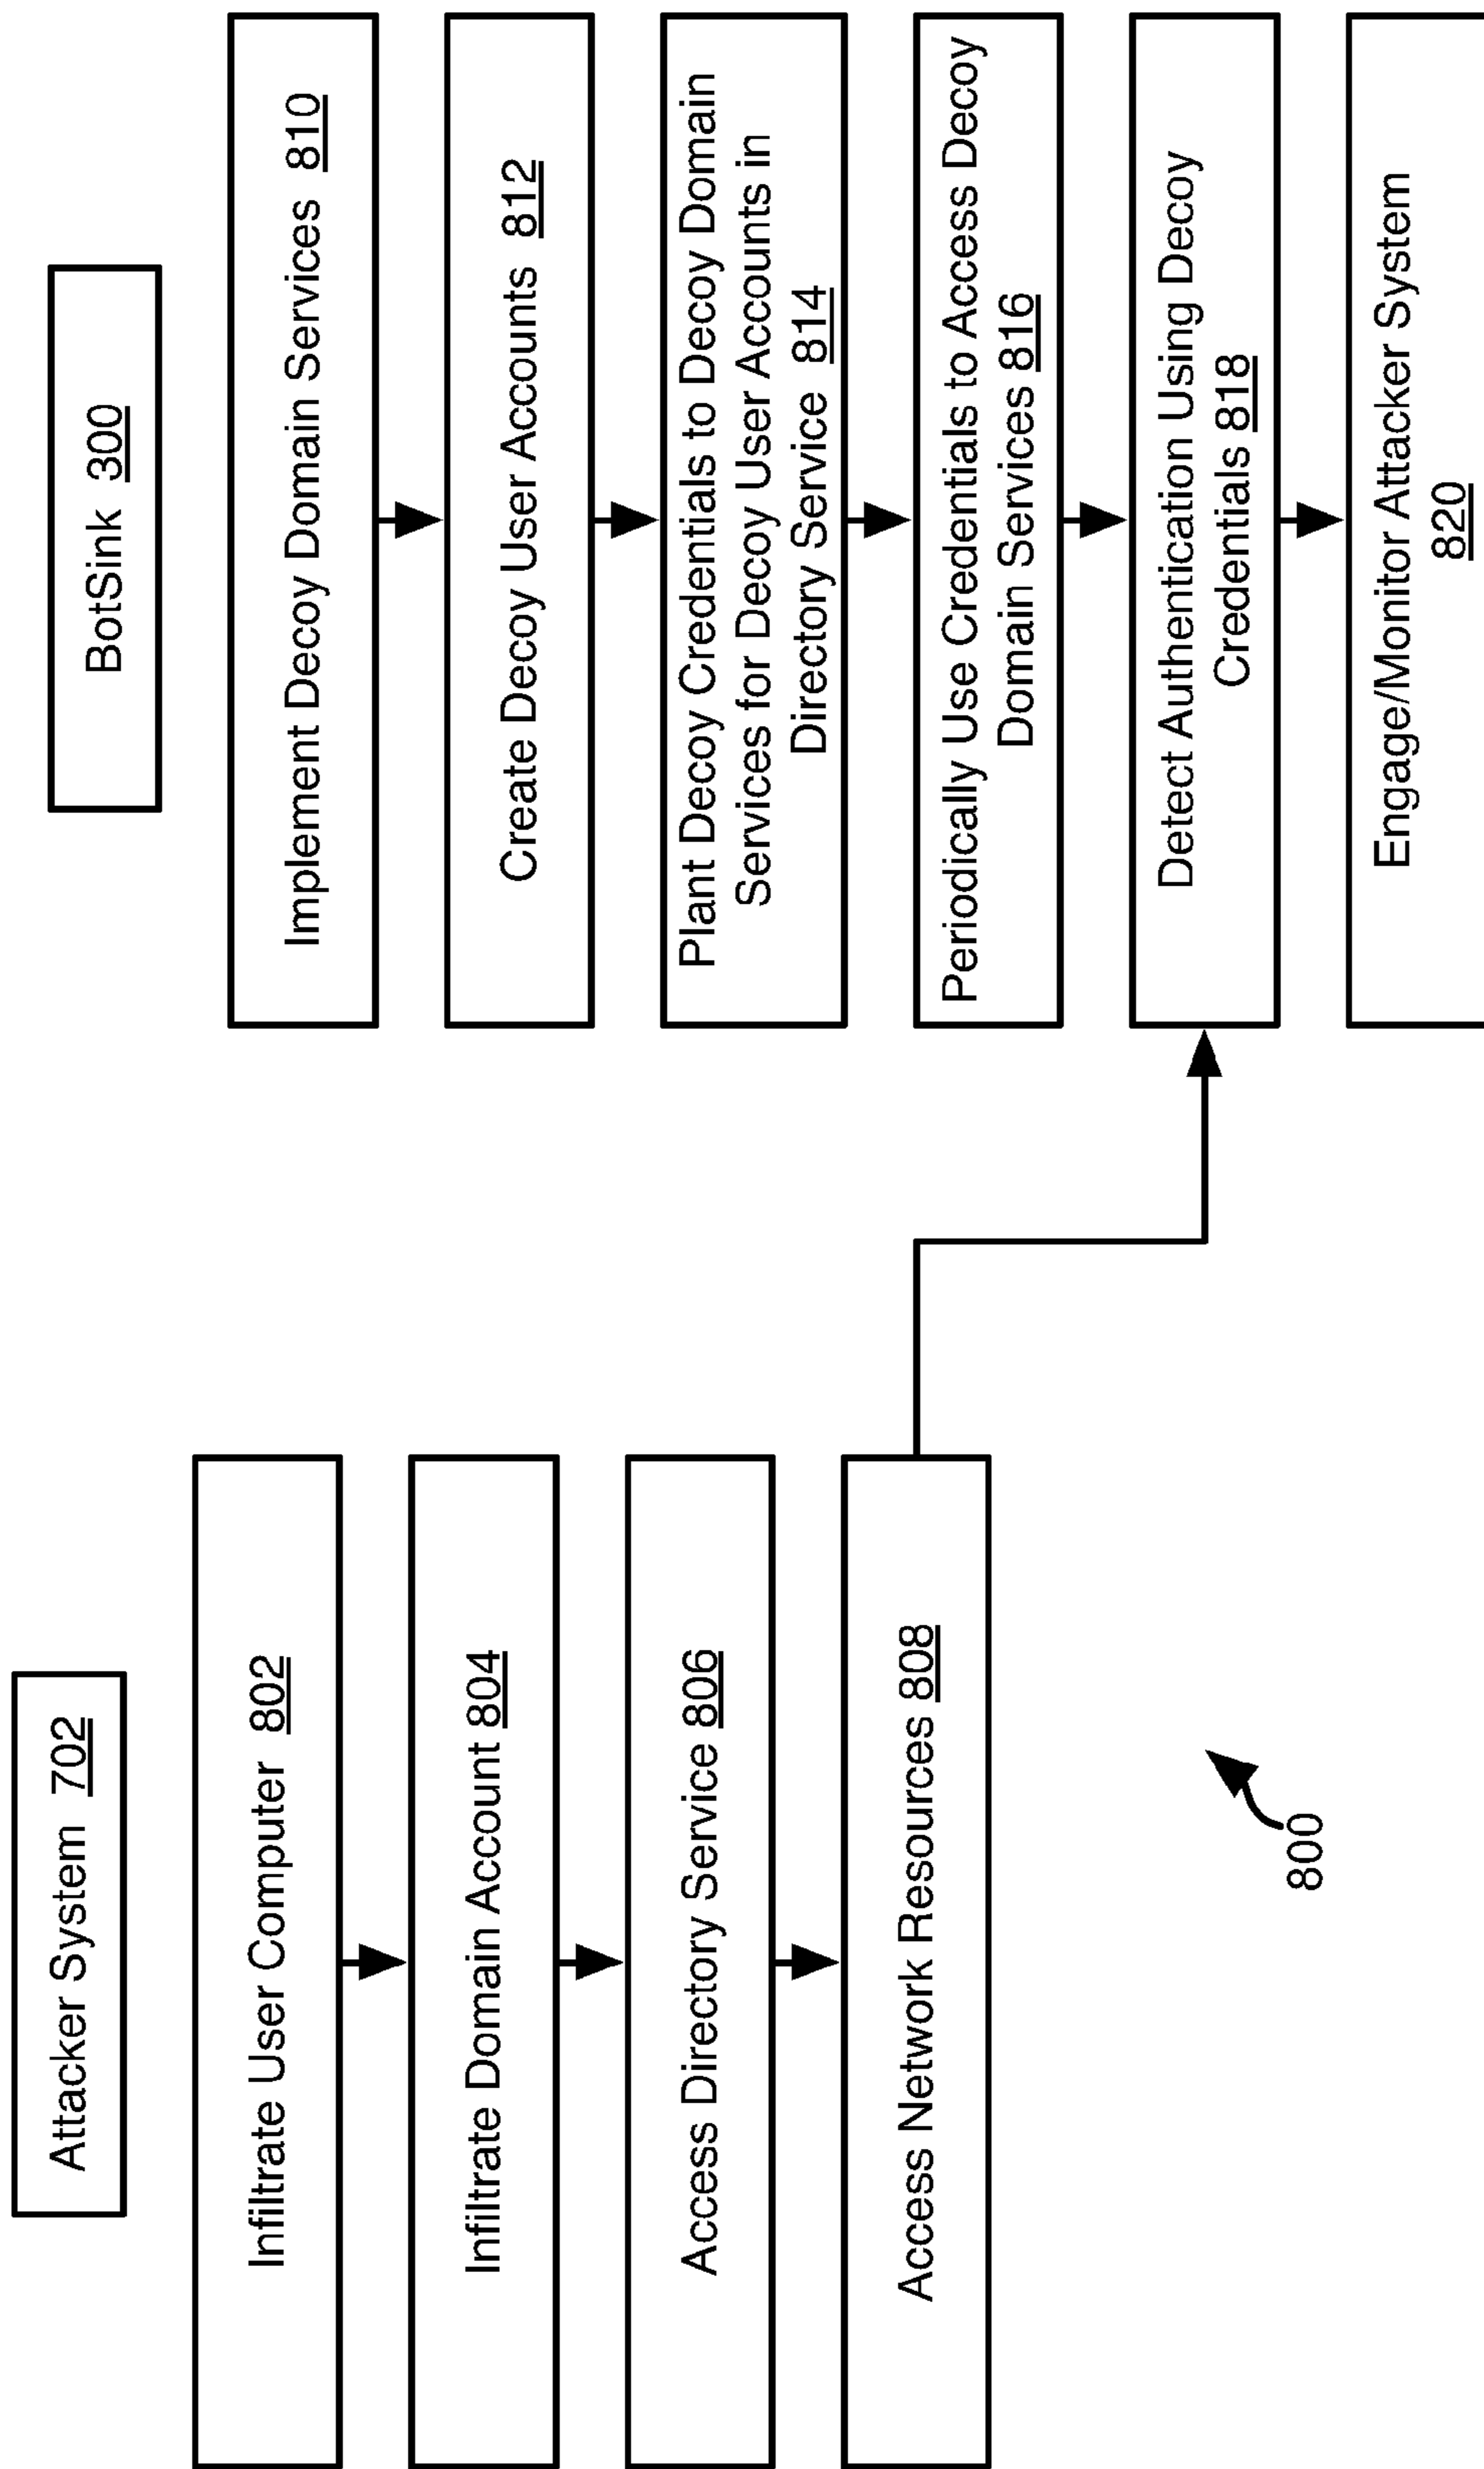 Attacker System 702
Infiltrate User Computer 802
Infiltrate Domain Account 804
Access Directory Service 806
Access Network Resources 808
800
BotSink 300
Implement Decoy Domain Services 810
Create Decoy User Accounts 812
Plant Decoy Credentials to Decoy Domain
Services for Decoy User Accounts in
Directory Service 814
Periodically Use Credentials to Access Decoy
Domain Services 816
Detect Authentication Using Decoy
Credentials 818
Engage/Monitor Attacker System
820